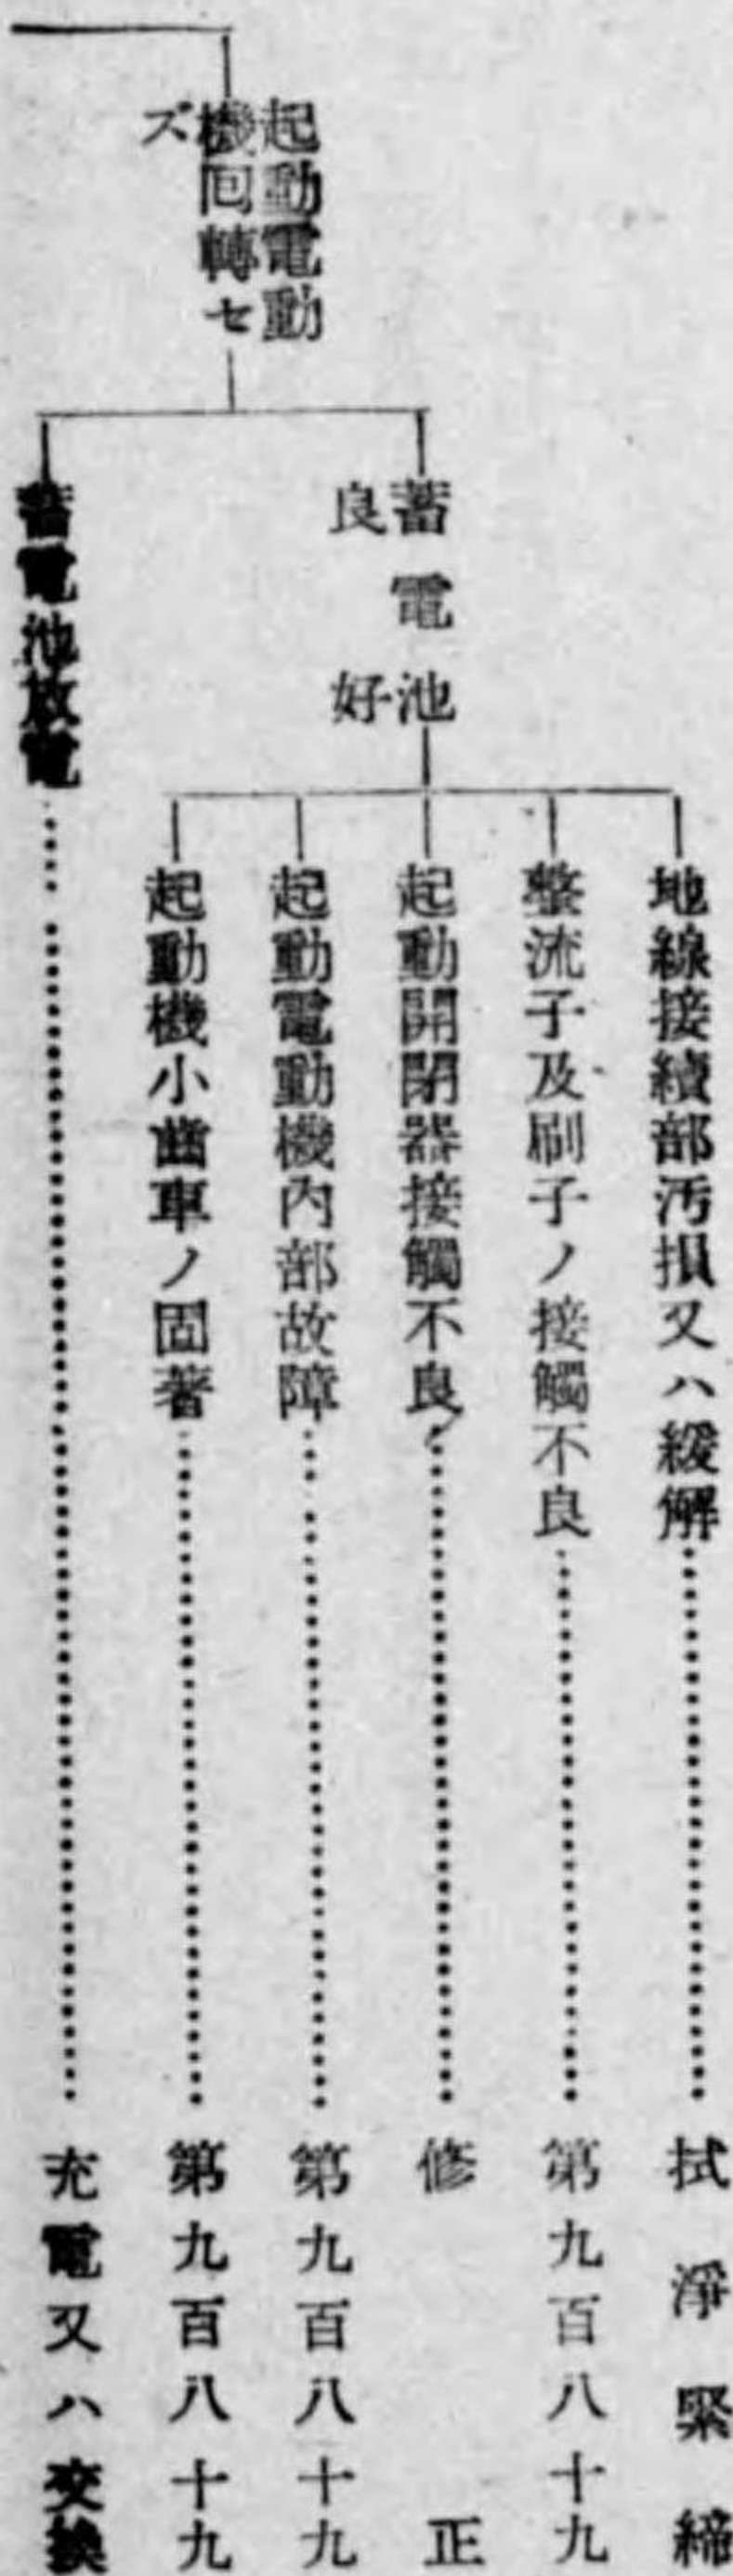 起動電動
機回轉セ
ズ
蓄電池
良好
地線接續部汚損又ハ緩解……拭淨緊締
整流子及刷子ノ接觸不良……第九百八十九
起動開閉器接觸不良……修正
起動電動機內部故障……第九百八十九
起動機小齒車ノ固著……第九百八十九
蓄電池放電……充電又ハ交換